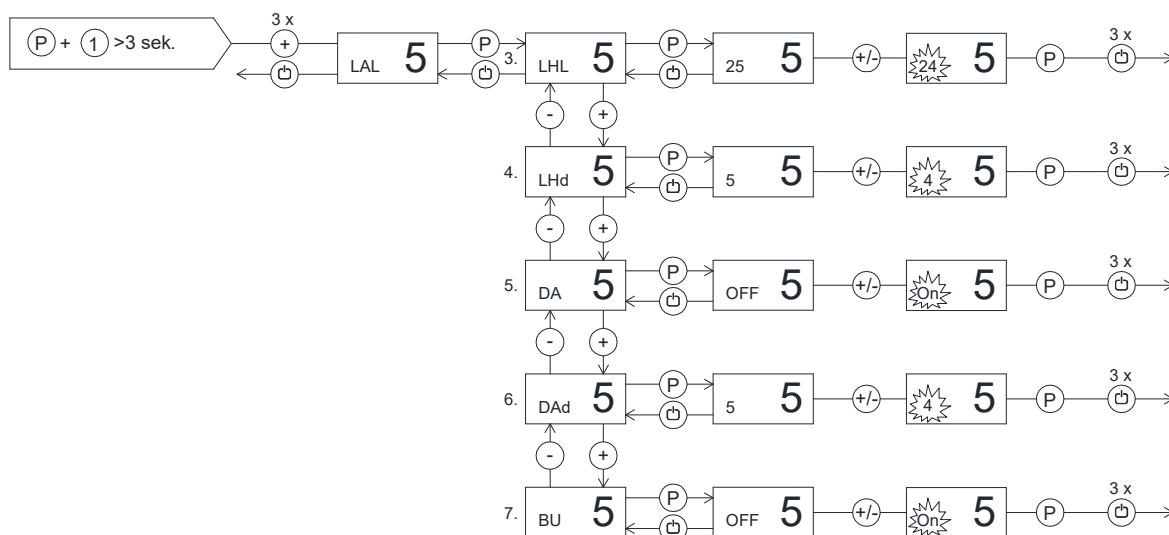 3 x
P + 1 >3 sek.
+
LAL 5
P
3. LHL 5
P
25 5
+/-
24 5
P
3 x
-
+
4. LHd 5
P
5 5
+/-
4 5
P
3 x
-
+
5. DA 5
P
OFF 5
+/-
On 5
P
3 x
-
+
6. DAd 5
P
5 5
+/-
4 5
P
3 x
-
+
7. BU 5
P
OFF 5
+/-
On 5
P
3 x